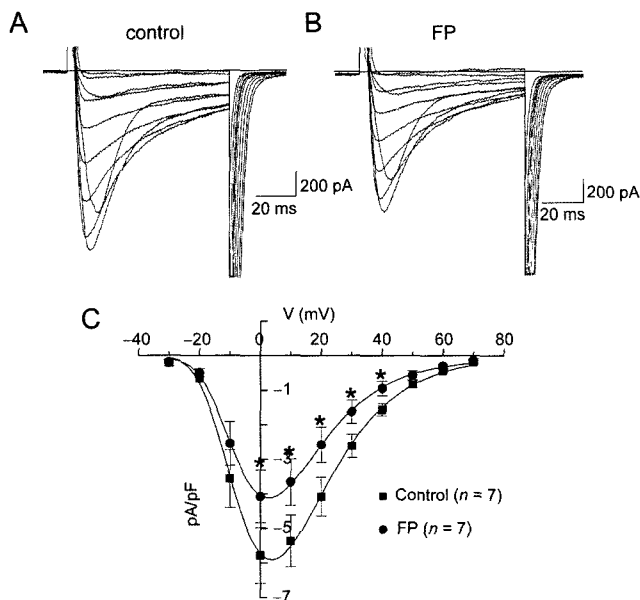 A
control
B
FP
200 pA
20 ms
200 pA
20 ms
C
V (mV)
−40 −20 0 20 40 60 80
* * * * *
−1
−3
−5
−7
pA/pF
Control (n = 7)
FP (n = 7)